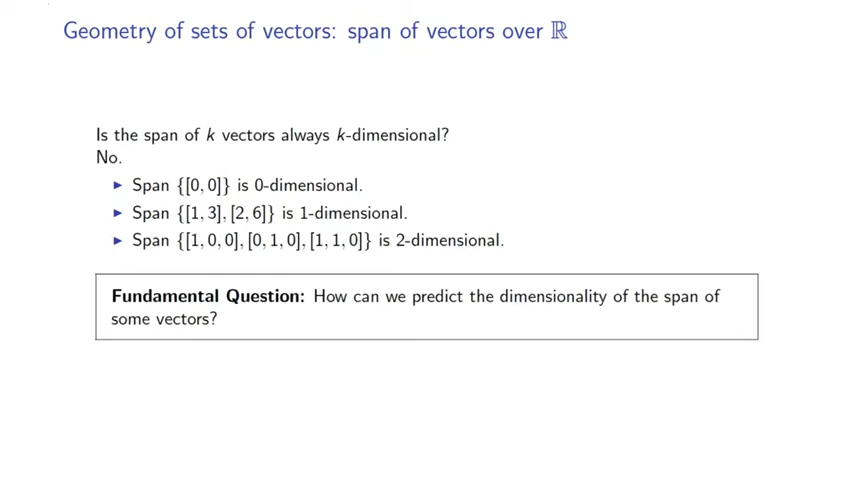 Geometry of sets of vectors: span of vectors over ℝ
Is the span of k vectors always k-dimensional?
No.
▶ Span {[0, 0]} is 0-dimensional.
▶ Span {[1, 3], [2, 6]} is 1-dimensional.
▶ Span {[1, 0, 0], [0, 1, 0], [1, 1, 0]} is 2-dimensional.
Fundamental Question: How can we predict the dimensionality of the span of
some vectors?